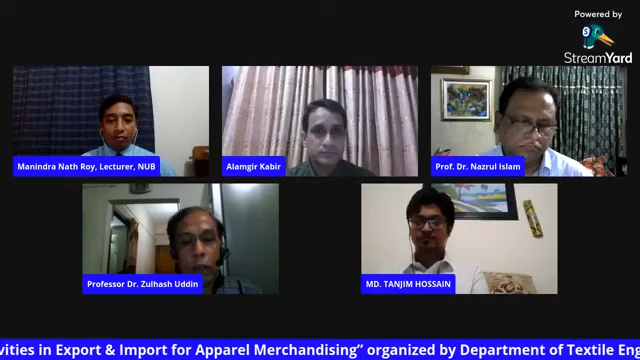 Powered by
StreamYard
Manindra Nath Roy, Lecturer, NUB
Alamgir Kabir
Prof. Dr. Nazrul Islam
Professor Dr. Zulhash Uddin
MD. TANJIM HOSSAIN
vities in Export & Import for Apparel Merchandising” organized by Department of Textile Eng